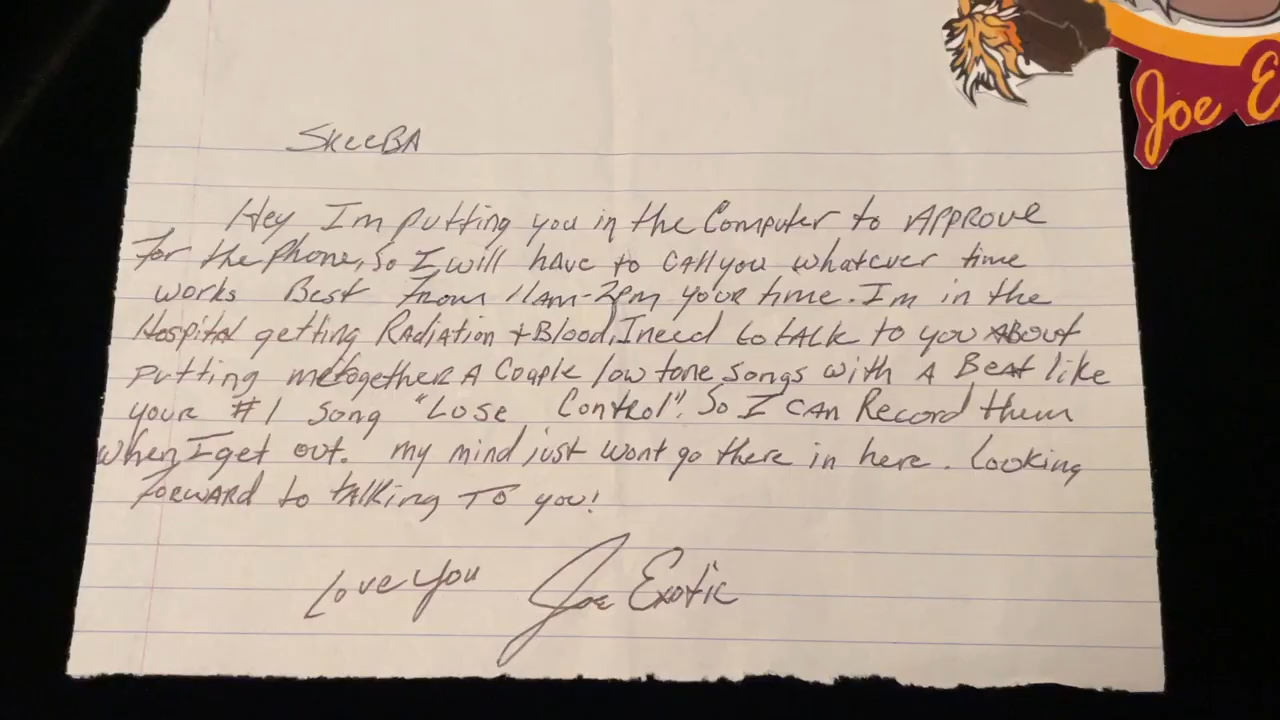 Joe E
SKeeBA
Hey Im putting you in the Computer to APPROVE
For the Phone, So I will have to CAll you whatever time
works Best From 11am-2pm your time. I'm in the
Hospital getting RAdiAtion + Blood, I need to tALK to you ABout
putting me together A Couple low tone songs with A BeAt like
your #1 song "Lose Control". So I CAN Record them
when I get out. my mind just wont go there in here. Looking
FORWARD to tAlking TO you!
Love You Joe Exotic